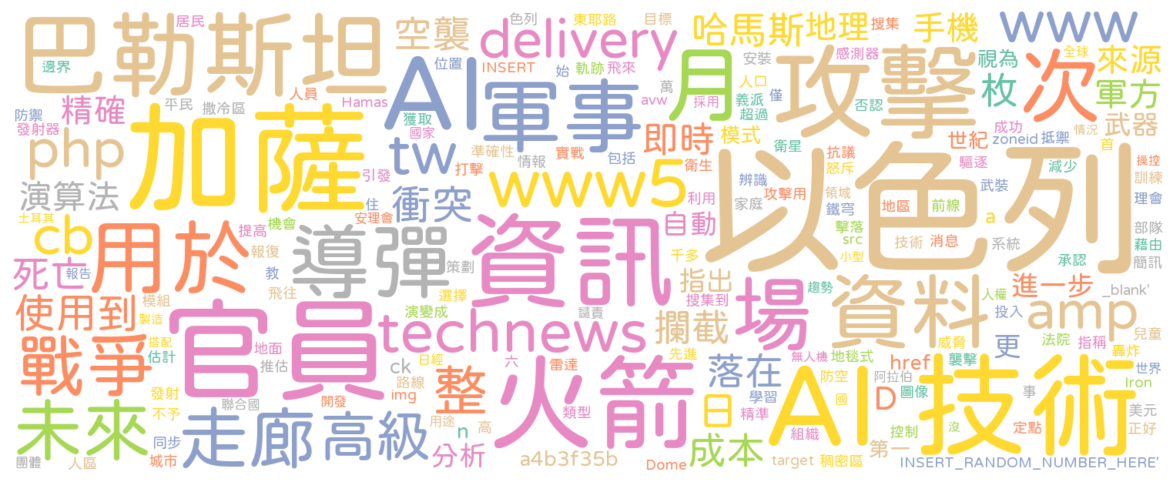 巴勒斯坦
居民
空襲
色列
delivery
東耶路
目標
哈馬斯
地理
搜集
手機
www
邊界
位置
INSERT
軌跡
飛來
安裝
感測器
視為
全球
來源
AI
軍事
月
攻擊
枚
次
軍方
精確
平民
撒冷區
人員
Hamas
獲取
國家
始
萬
avw
採用
人口
義派
僅
超過
否認
防禦
發射器
加薩
php
tw
準確性
實戰
即時
模式
衛星
抗議
世紀
成功
zoneid
抵禦
情況
首
武器
演算法
引發
情報
打擊
包括
衛生
怒斥
驅逐
減少
操控
訓練
www5
利用
辨識
攻擊用
領域
武裝
理會
衝突
住
安理會
自動
家庭
鐵穹
地區
前線
以色列
土耳其
cb
用於
提高
機會
報復
導彈
資訊
擊落
src
技術
消息
a
系統
部隊
藉由
簡訊
死亡
報告
教
飛往
策劃
千多
指出
小型
承認
使用到
模組
製造
官員
選擇
演變成
譴責
搜集到
場
資料
趨勢
人權
進一步
_blank'
technews
攔截
投入
amp
戰爭
搭配
估計
地面
推估
ck
日經
六
雷達
先進
無人機
地毯式
威脅
更
法院
指稱
兒童
轟炸
未來
發射
不予
開發
路線
img
整
火箭
落在
學習
防空
國
阿拉伯
href
D
圖像
襲擊
世界
Iron
聯合國
走廊
高級
用途
高
n
類型
日
精準
AI技術
事
美元
正好
團體
人區
同步
城市
分析
a4b3f35b
Dome
成本
組織
target
控制
稠密區
沒
第一
定點
INSERT_RANDOM_NUMBER_HERE'